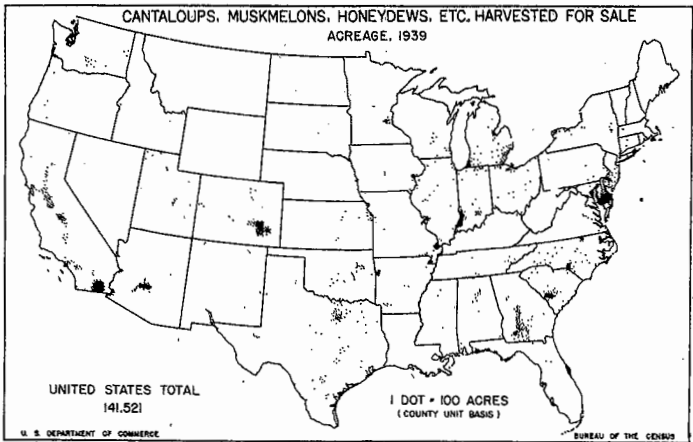 CANTALOUPS, MUSKMELONS, HONEYDEWS, ETC. HARVESTED FOR SALE
ACREAGE, 1939
UNITED STATES TOTAL
141,521
1 DOT = 100 ACRES
(COUNTY UNIT BASIS)
U. S. DEPARTMENT OF COMMERCE
BUREAU OF THE CENSUS